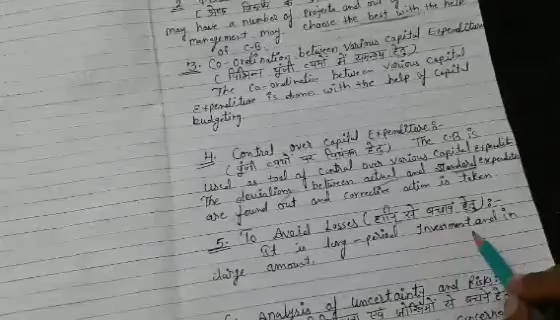 may have a number of Projects and out of
management may choose the best with the help
of C.B.
3. Co-Ordination between various Capital Expenditure
( विभिन्न पूंजी व्ययों में समन्वय हेतु )
The Co-ordination between various Capital
Expenditure is done with the help of capital
budgeting.
4. Control over Capital Expenditure :-
( पूंजी व्ययों पर नियंत्रण हेतु ) The C.B is
used as tool of control over various Capital expendit
The deviations between actual and standard expenditu
are found out and corrective action is taken.
5. To Avoid Losses ( हानि से बचाव हेतु ) :-
It is long-period Investment and in
large amount.
Analysis of uncertainty and Risks
एवं जोखिमों से बचने